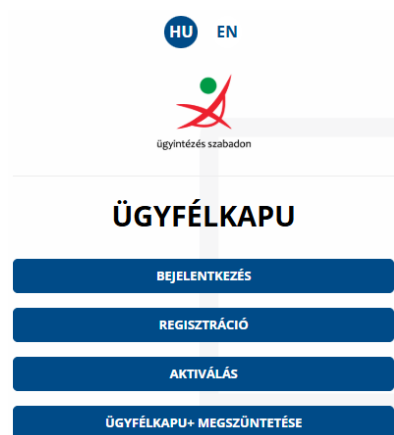 HU EN
ügyintézés szabadon
ÜGYFÉLKAPU
BEJELENTKEZÉS
REGISZTRÁCIÓ
AKTIVÁLÁS
ÜGYFÉLKAPU+ MEGSZÜNTETÉSE